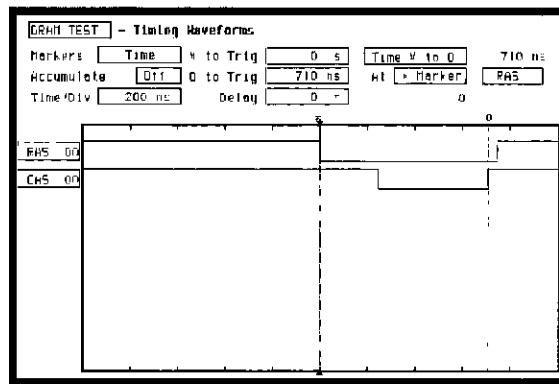 DRAM TEST - Timing Waveforms
Markers Time X to Trig 0 s Time X to O 710 ns
Accumulate Off O to Trig 710 ns At X Marker RAS
Time/Div 200 ns Delay 0 s 0
O
RAS 00
CAS 00